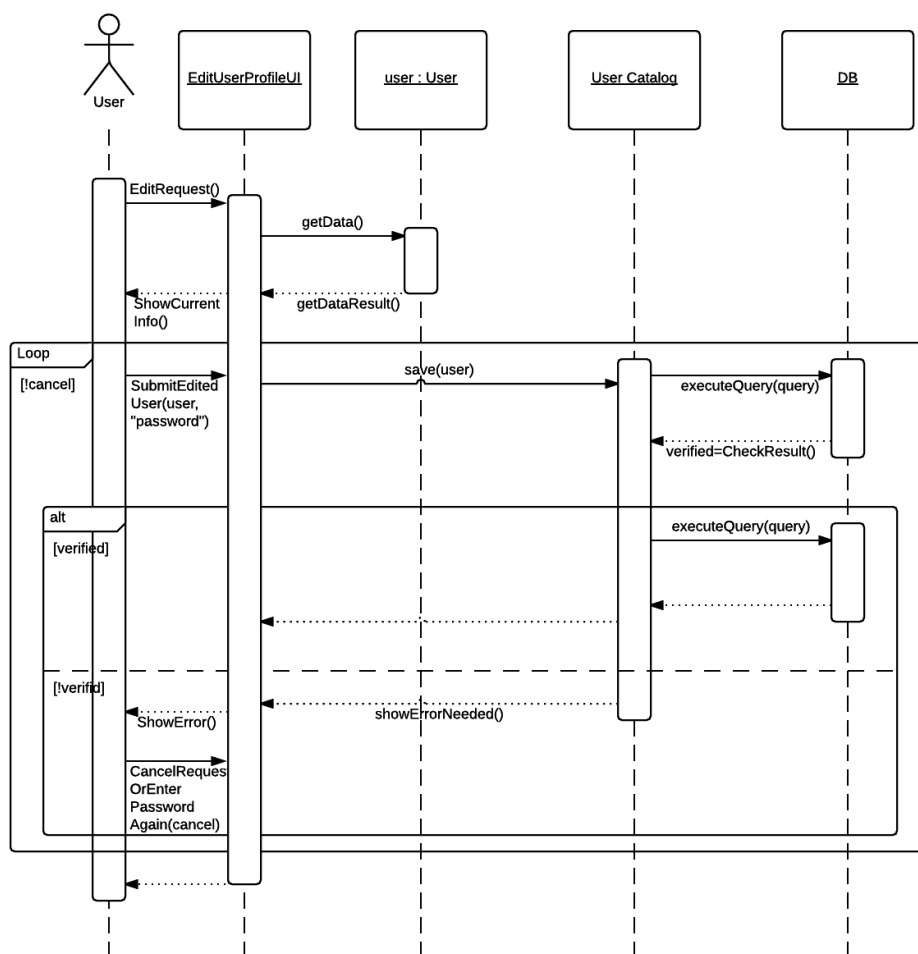 User
EditUserProfileUI
user : User
User Catalog
DB
EditRequest()
getData()
ShowCurrent
Info()
getDataResult()
Loop
[!cancel]
SubmitEdited
User(user,
"password")
save(user)
executeQuery(query)
verified=CheckResult()
alt
[verified]
executeQuery(query)
[!verifid]
ShowError()
showErrorNeeded()
CancelReques
OrEnter
Password
Again(cancel)